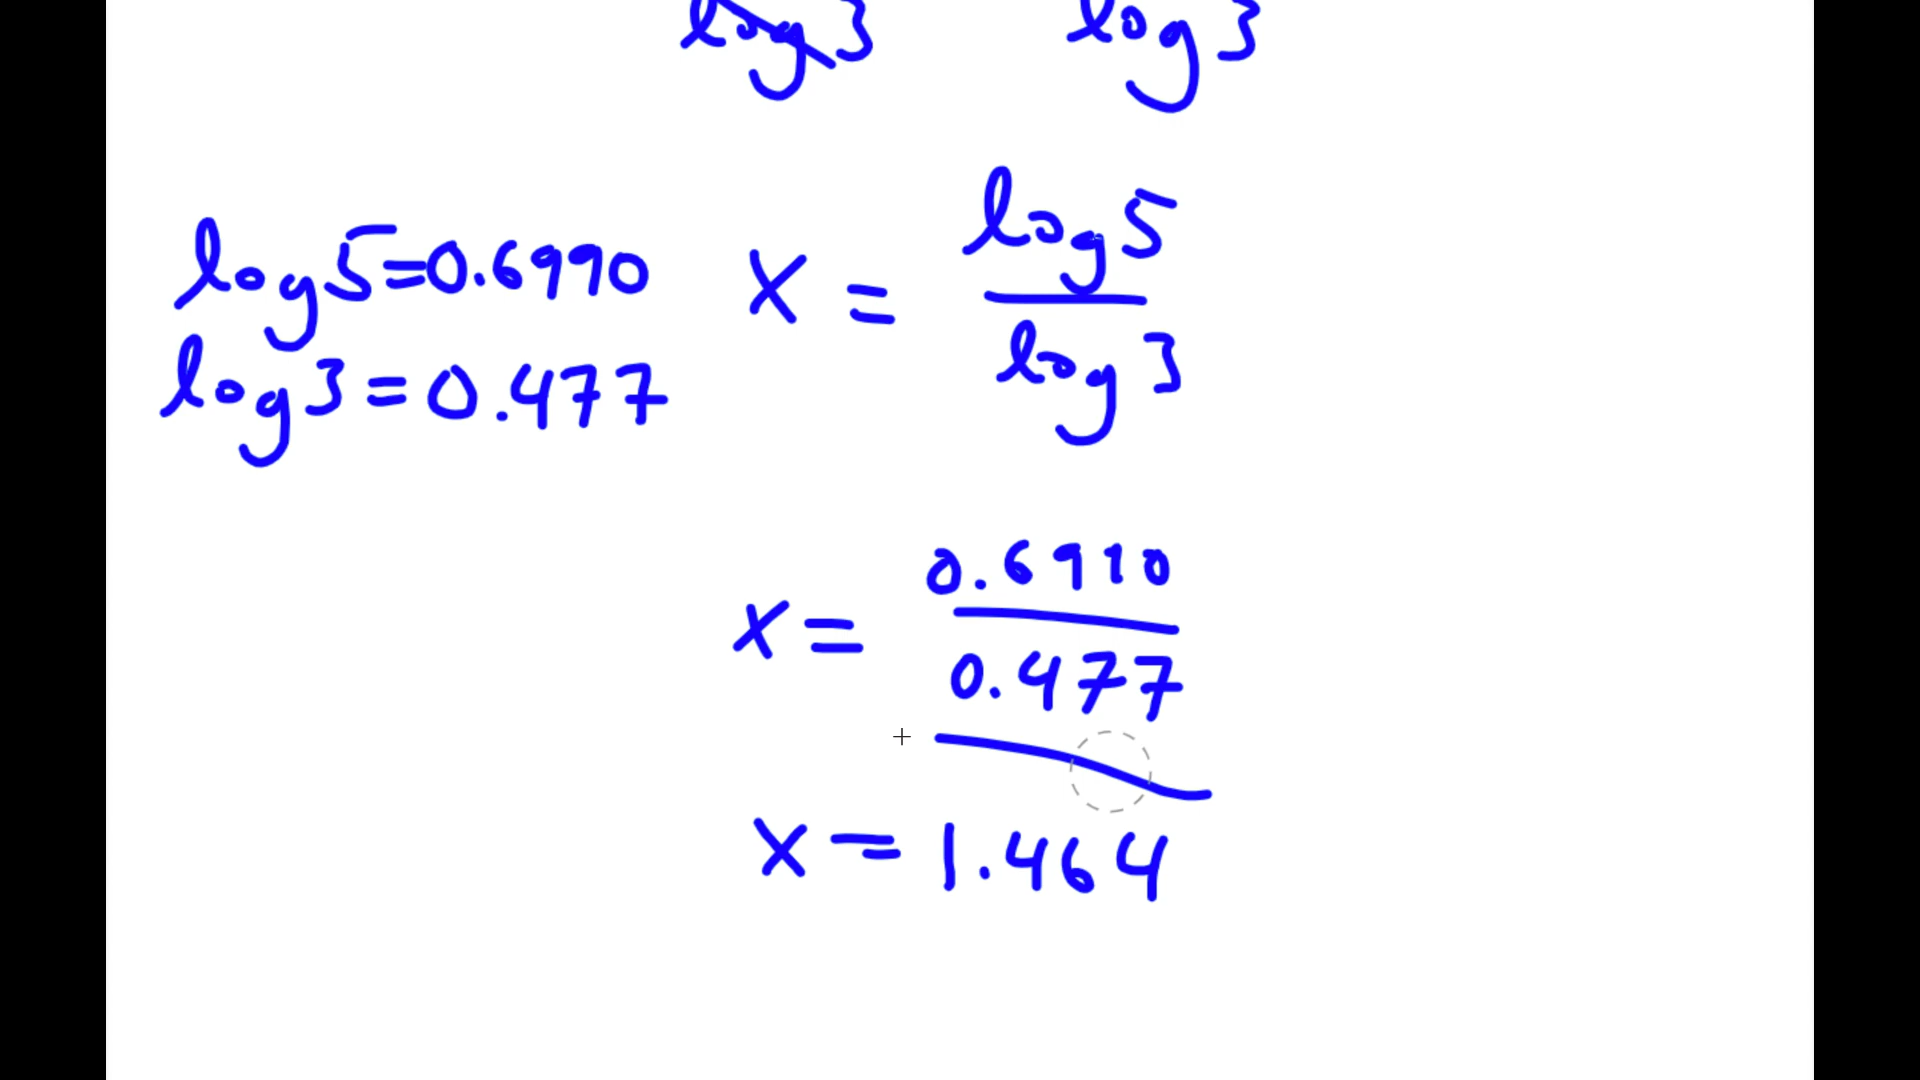 log 3 log 3
log 5 = 0.6990
log 3 = 0.477
x = log 5 / log 3
x = 0.6990 / 0.477
x = 1.464